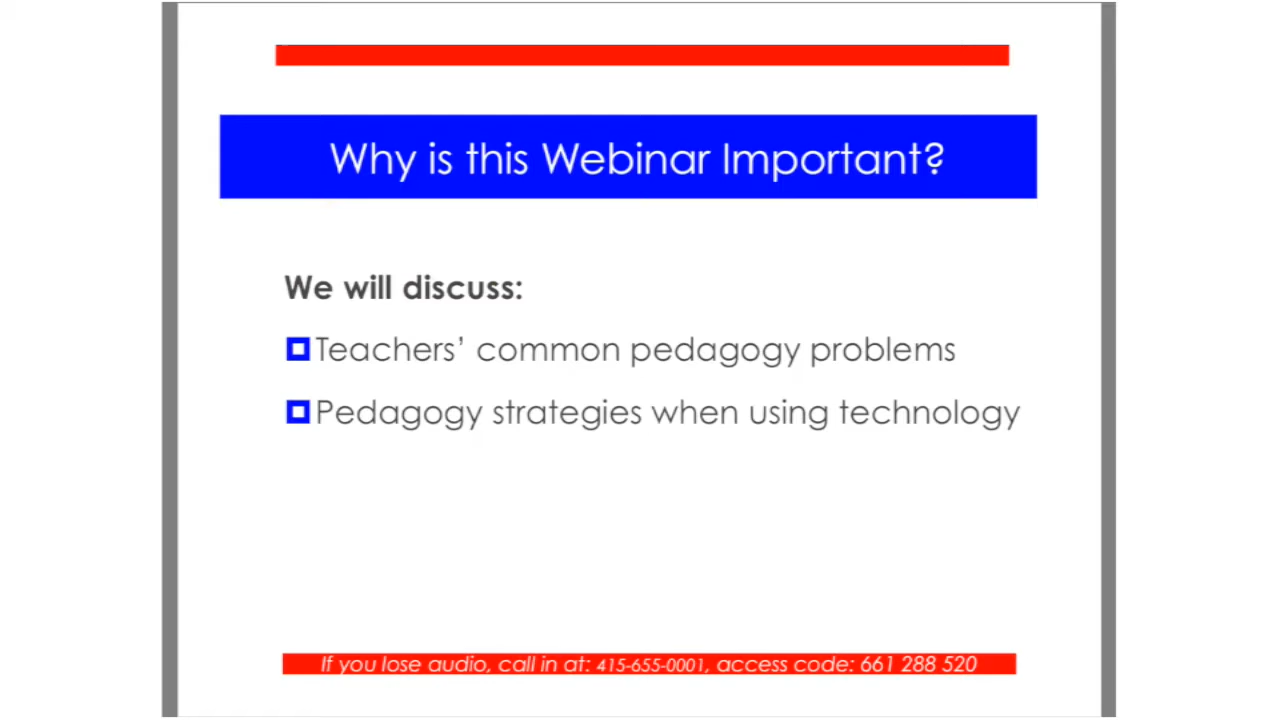 Why is this Webinar Important?
We will discuss:
Teachers’ common pedagogy problems
Pedagogy strategies when using technology
If you lose audio, call in at: 415-655-0001, access code: 661 288 520